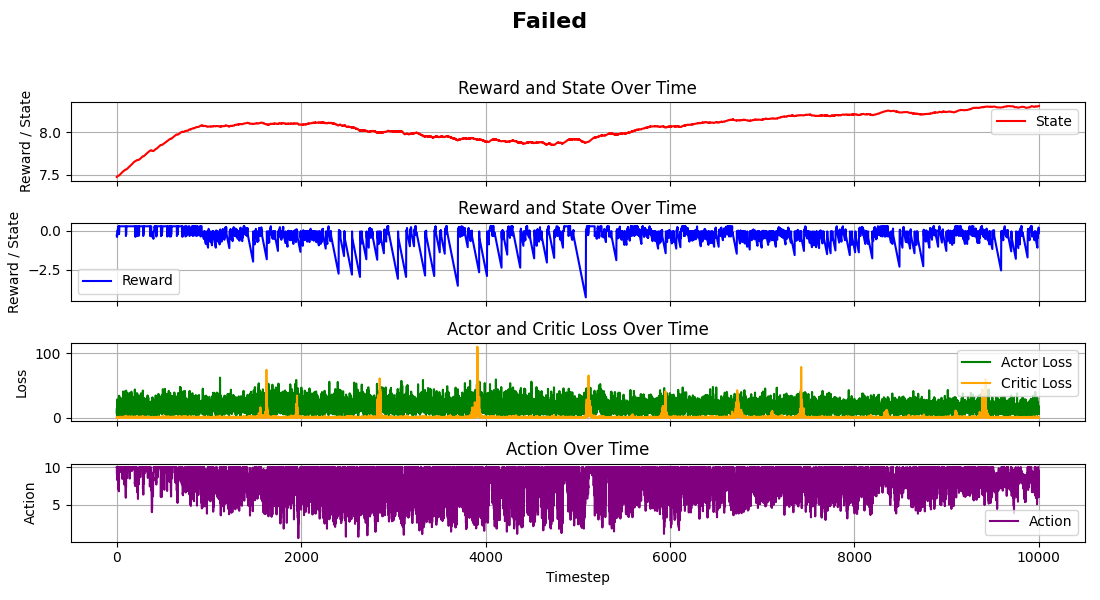 Failed
Reward and State Over Time
Reward / State
8.0
7.5
State
Reward and State Over Time
Reward / State
0.0
−2.5
Reward
Actor and Critic Loss Over Time
Loss
100
0
Actor Loss
Critic Loss
Action Over Time
Action
10
5
Action
0 2000 4000 6000 8000 10000
Timestep